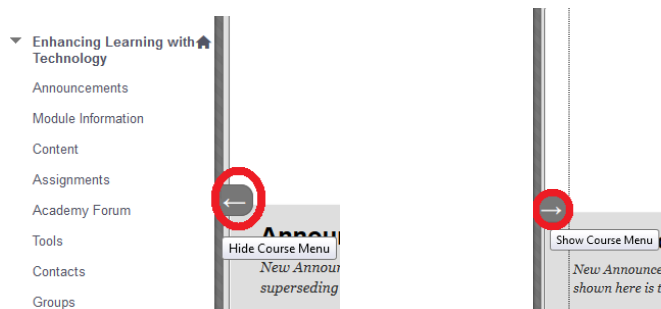 Enhancing Learning with
Technology
Announcements
Module Information
Content
Assignments
Academy Forum
Tools
Contacts
Groups
←
Hide Course Menu
New Announ
superseding
→
Show Course Menu
New Announce
shown here is t